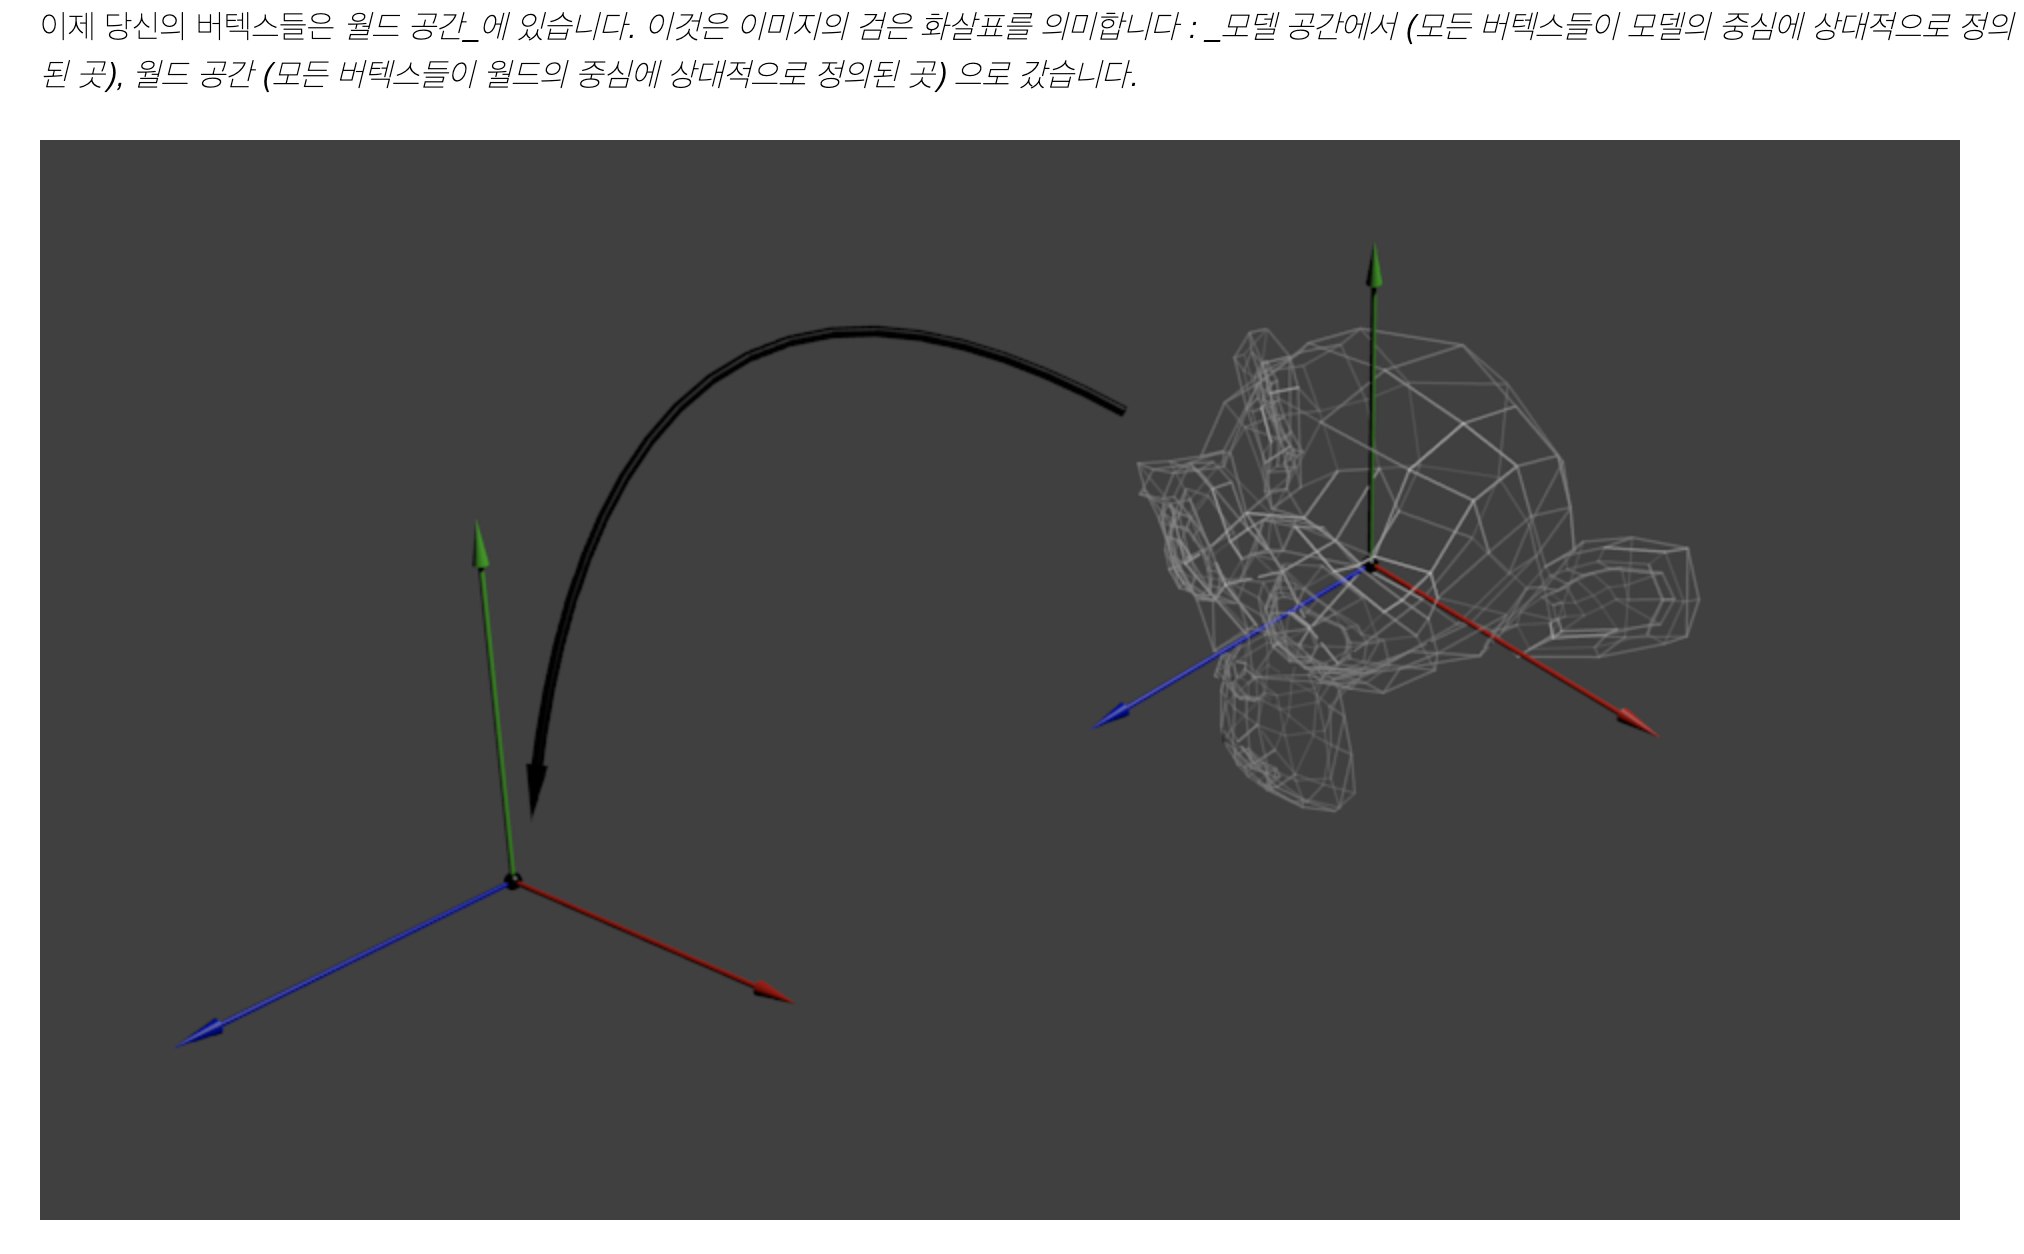 이제 당신의 버텍스들은 월드 공간_에 있습니다. 이것은 이미지의 검은 화살표를 의미합니다 : _모델 공간에서 (모든 버텍스들이 모델의 중심에 상대적으로 정의
된 곳), 월드 공간 (모든 버텍스들이 월드의 중심에 상대적으로 정의된 곳) 으로 갔습니다.